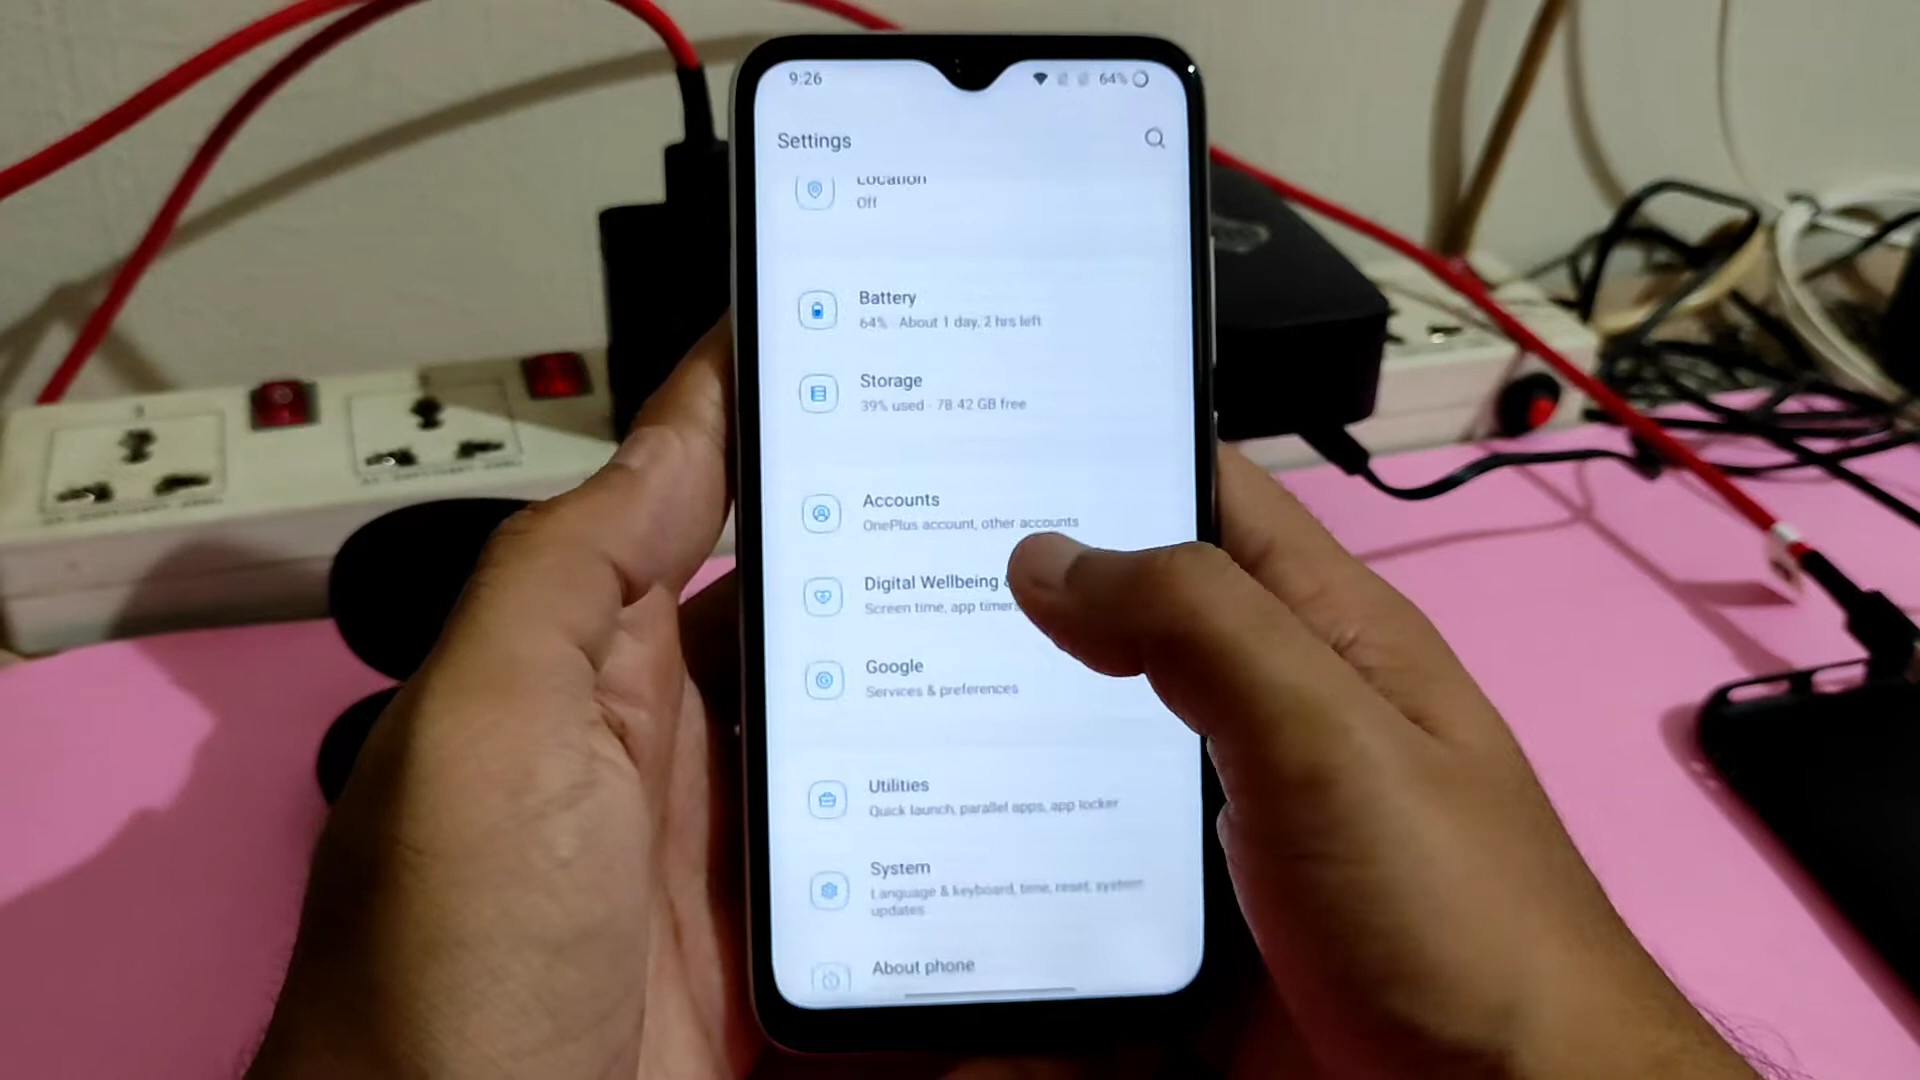 9:26
64%
Settings
Location
Off
Battery
64% · About 1 day, 2 hrs left
Storage
39% used · 78.42 GB free
Accounts
OnePlus account, other accounts
Digital Wellbeing
Screen time, app timers
Google
Services & preferences
Utilities
Quick launch, parallel apps, app locker
System
Language & keyboard, time, reset, system
updates
About phone